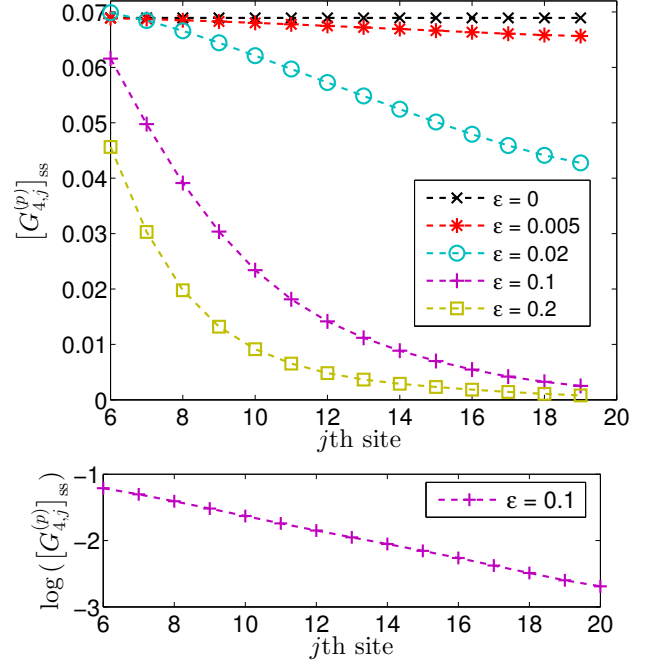 0.07
0.06
0.05
0.04
0.03
0.02
0.01
0
[G_{4,j}^{(p)}]_{ss}
ε = 0
ε = 0.005
ε = 0.02
ε = 0.1
ε = 0.2
6 8 10 12 14 16 18 20
jth site
-1
-2
-3
log([G_{4,j}^{(p)}]_{ss})
ε = 0.1
6 8 10 12 14 16 18 20
jth site